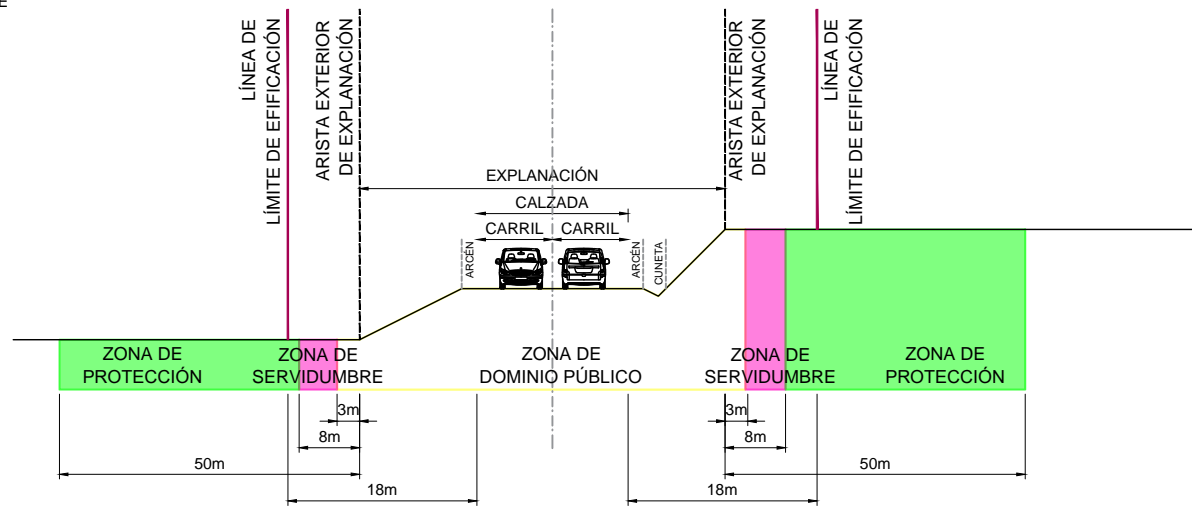 E
LÍNEA DE
LÍMITE DE EFIFICACIÓN
ARISTA EXTERIOR
DE EXPLANACIÓN
ARISTA EXTERIOR
DE EXPLANACIÓN
LÍNEA DE
LÍMITE DE EFIFICACIÓN
EXPLANACIÓN
CALZADA
CARRIL
CARRIL
ARCÉN
ARCÉN
CUNETA
ZONA DE
PROTECCIÓN
ZONA DE
SERVIDUMBRE
ZONA DE
DOMINIO PÚBLICO
ZONA DE
SERVIDUMBRE
ZONA DE
PROTECCIÓN
3m
3m
8m
8m
50m
50m
18m
18m